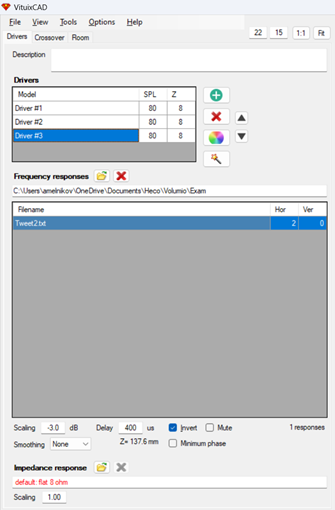 VituixCAD
File View Tools Options Help
22 15 1:1 Fit
Drivers Crossover Room
Description
Drivers
Model SPL Z
Driver #1 80 8
Driver #2 80 8
Driver #3 80 8
Frequency responses
C:\Users\amelnikov\OneDrive\Documents\Heco\Volumio\Exam
Filename Hor Ver
Tweet2.txt 2 0
Scaling -3.0 dB Delay 400 us Invert Mute 1 responses
Smoothing None Z= 137.6 mm Minimum phase
Impedance response
default: flat 8 ohm
Scaling 1.00